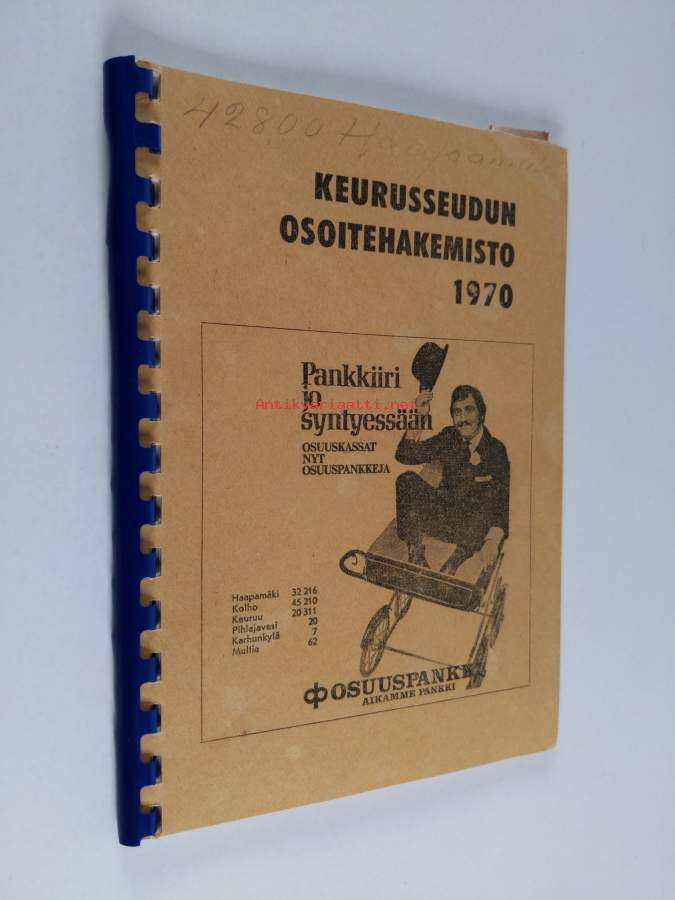 42800 Haapamäki
KEURUSSEUDUN
OSOITEHAKEMISTO
1970
Pankkiiri
jo
syntyessään
Antikvariaatti.net
OSUUSKASSAT
NYT
OSUUSPANKKEJA
Haapamäki 32 216
Kolho 45 210
Keuruu 20 311
Pihlajavesi 20
Karhunkylä 7
Multia 62
OSUUSPANKKI
AIKAMME PANKKI